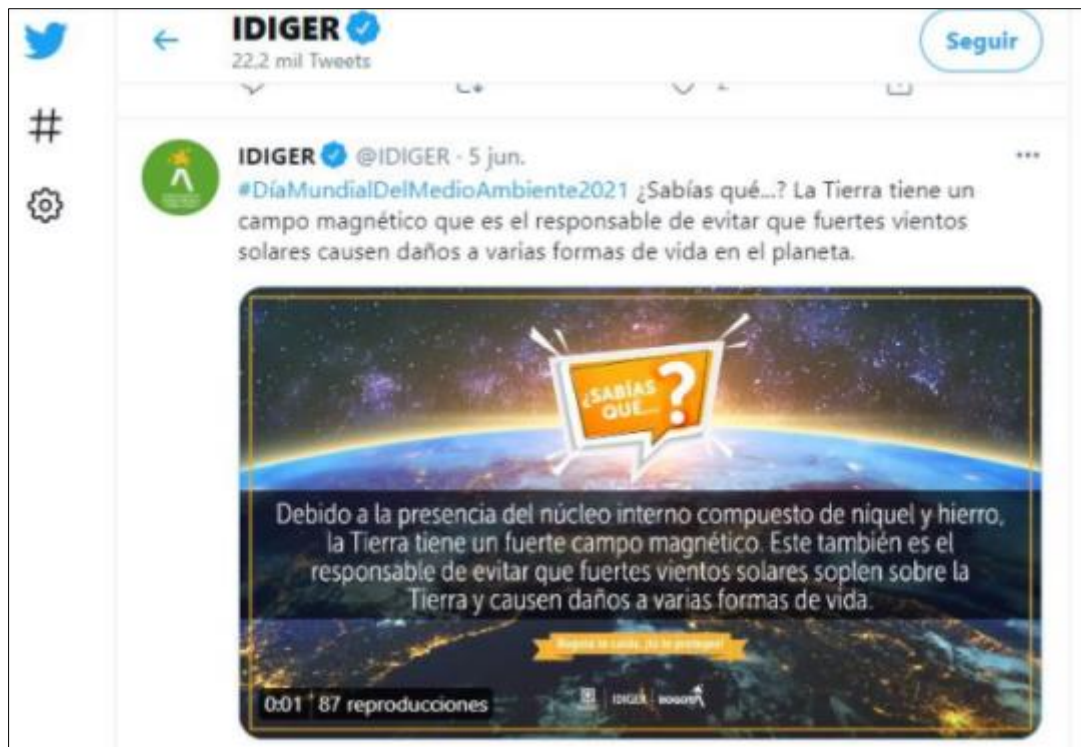 IDIGER
22,2 mil Tweets
Seguir
2
IDIGER @IDIGER · 5 jun.
#DíaMundialDelMedioAmbiente2021 ¿Sabías qué...? La Tierra tiene un
campo magnético que es el responsable de evitar que fuertes vientos
solares causen daños a varias formas de vida en el planeta.
¿SABÍAS
QUE... ?
Debido a la presencia del núcleo interno compuesto de níquel y hierro,
la Tierra tiene un fuerte campo magnético. Este también es el
responsable de evitar que fuertes vientos solares soplen sobre la
Tierra y causen daños a varias formas de vida.
0:01 87 reproducciones
IDIGER BOGOTÁ